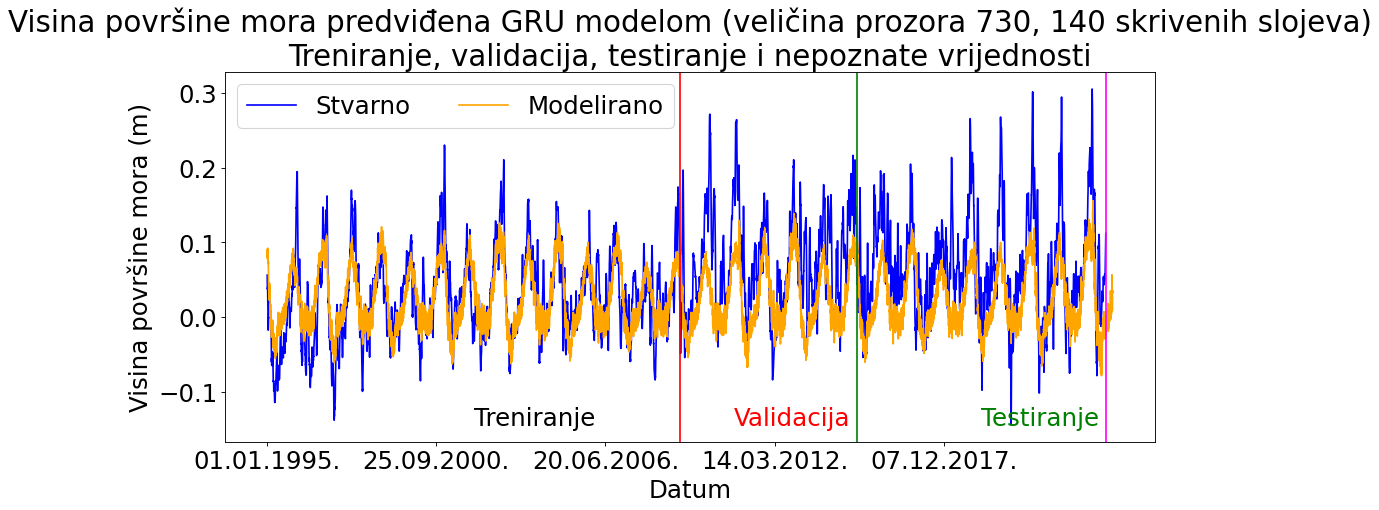 Visina površine mora predviđena GRU modelom (veličina prozora 730, 140 skrivenih slojeva)
Treniranje, validacija, testiranje i nepoznate vrijednosti
Stvarno
Modelirano
Visina površine mora (m)
0.3
0.2
0.1
0.0
−0.1
Treniranje
Validacija
Testiranje
01.01.1995.
25.09.2000.
20.06.2006.
14.03.2012.
07.12.2017.
Datum